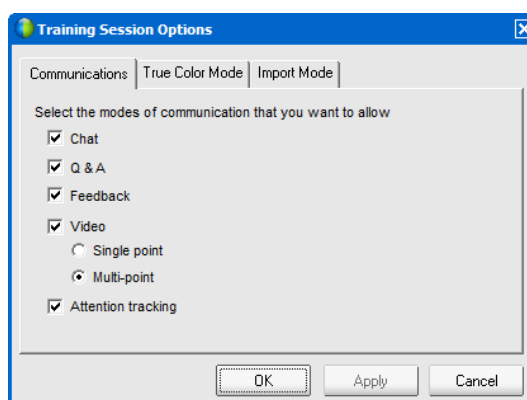 Training Session Options
Communications True Color Mode Import Mode
Select the modes of communication that you want to allow
Chat
Q & A
Feedback
Video
Single point
Multi-point
Attention tracking
OK Apply Cancel